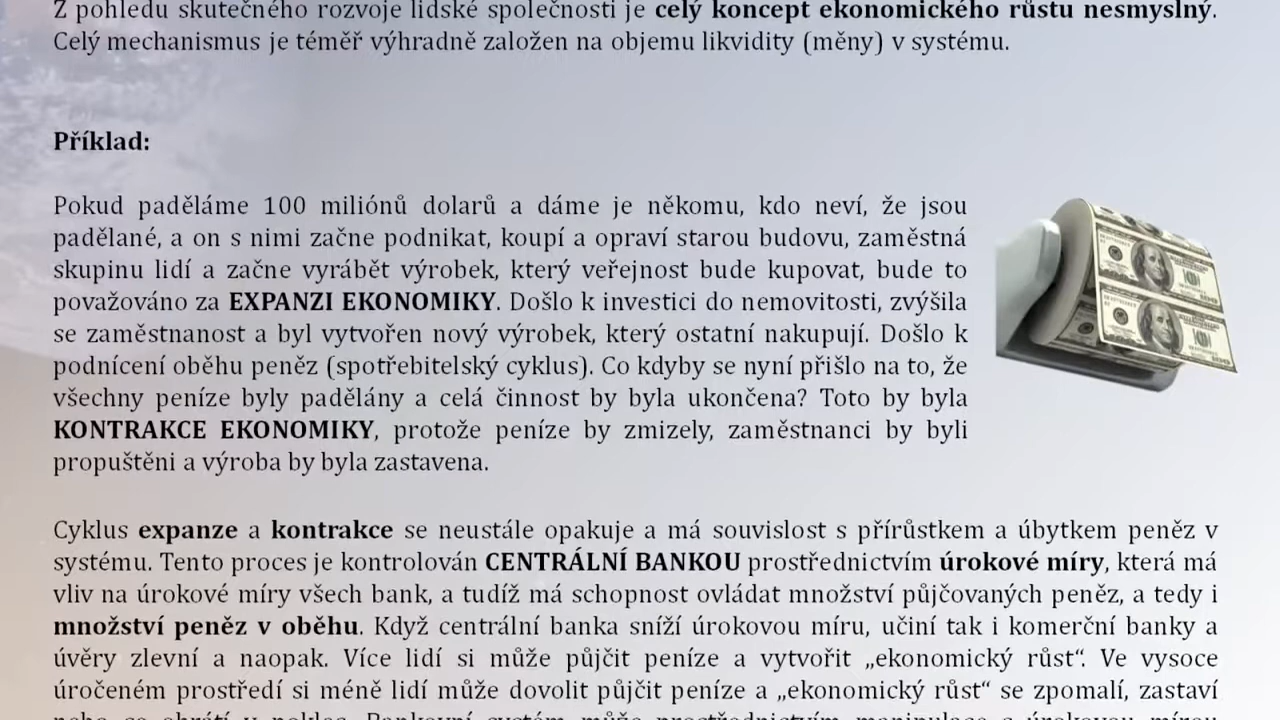 Z pohledu skutečného rozvoje lidské společnosti je celý koncept ekonomického růstu nesmyslný.
Celý mechanismus je téměř výhradně založen na objemu likvidity (měny) v systému.
Příklad:
Pokud paděláme 100 miliónů dolarů a dáme je někomu, kdo neví, že jsou
padělané, a on s nimi začne podnikat, koupí a opraví starou budovu, zaměstná
skupinu lidí a začne vyrábět výrobek, který veřejnost bude kupovat, bude to
považováno za EXPANZI EKONOMIKY. Došlo k investici do nemovitosti, zvýšila
se zaměstnanost a byl vytvořen nový výrobek, který ostatní nakupují. Došlo k
podnícení oběhu peněz (spotřebitelský cyklus). Co kdyby se nyní přišlo na to, že
všechny peníze byly padělány a celá činnost by byla ukončena? Toto by byla
KONTRAKCE EKONOMIKY, protože peníze by zmizely, zaměstnanci by byli
propuštěni a výroba by byla zastavena.
Cyklus expanze a kontrakce se neustále opakuje a má souvislost s přírůstkem a úbytkem peněz v
systému. Tento proces je kontrolován CENTRÁLNÍ BANKOU prostřednictvím úrokové míry, která má
vliv na úrokové míry všech bank, a tudíž má schopnost ovládat množství půjčovaných peněz, a tedy i
množství peněz v oběhu. Když centrální banka sníží úrokovou míru, učiní tak i komerční banky a
úvěry zlevní a naopak. Více lidí si může půjčit peníze a vytvořit „ekonomický růst“. Ve vysoce
úročeném prostředí si méně lidí může dovolit půjčit peníze a „ekonomický růst“ se zpomalí, zastaví